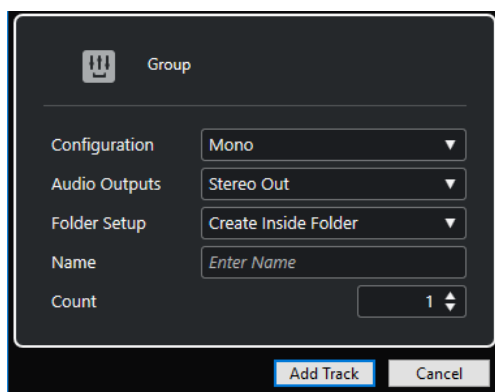 Group
Configuration Mono
Audio Outputs Stereo Out
Folder Setup Create Inside Folder
Name Enter Name
Count 1
Add Track Cancel